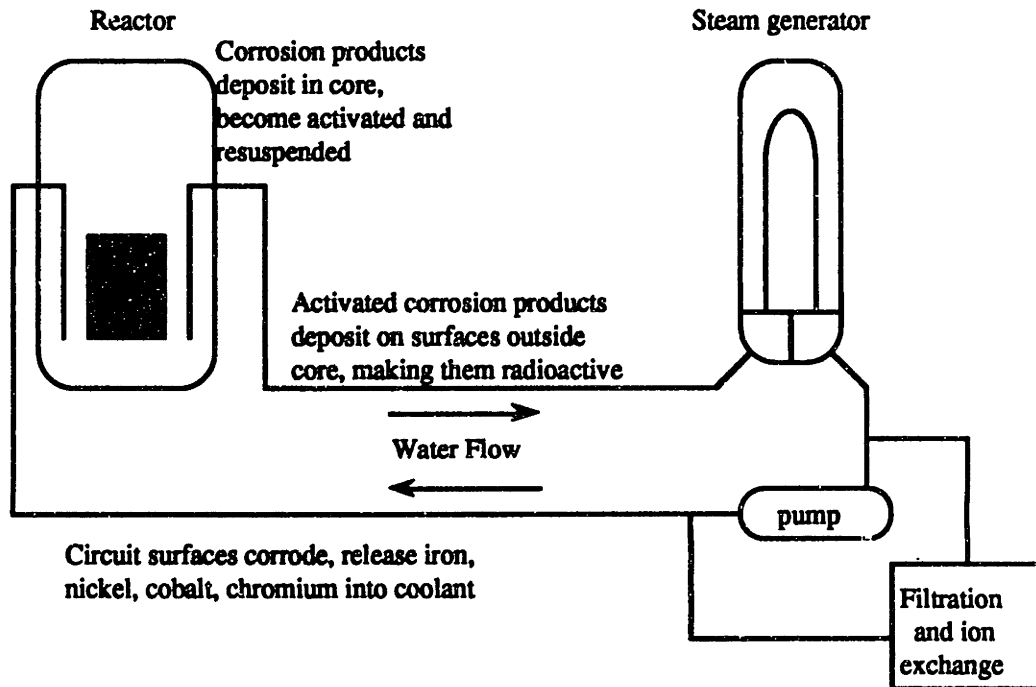 Reactor
Steam generator
Corrosion products
deposit in core,
become activated and
resuspended
Activated corrosion products
deposit on surfaces outside
core, making them radioactive
Water Flow
pump
Circuit surfaces corrode, release iron,
nickel, cobalt, chromium into coolant
Filtration
and ion
exchange